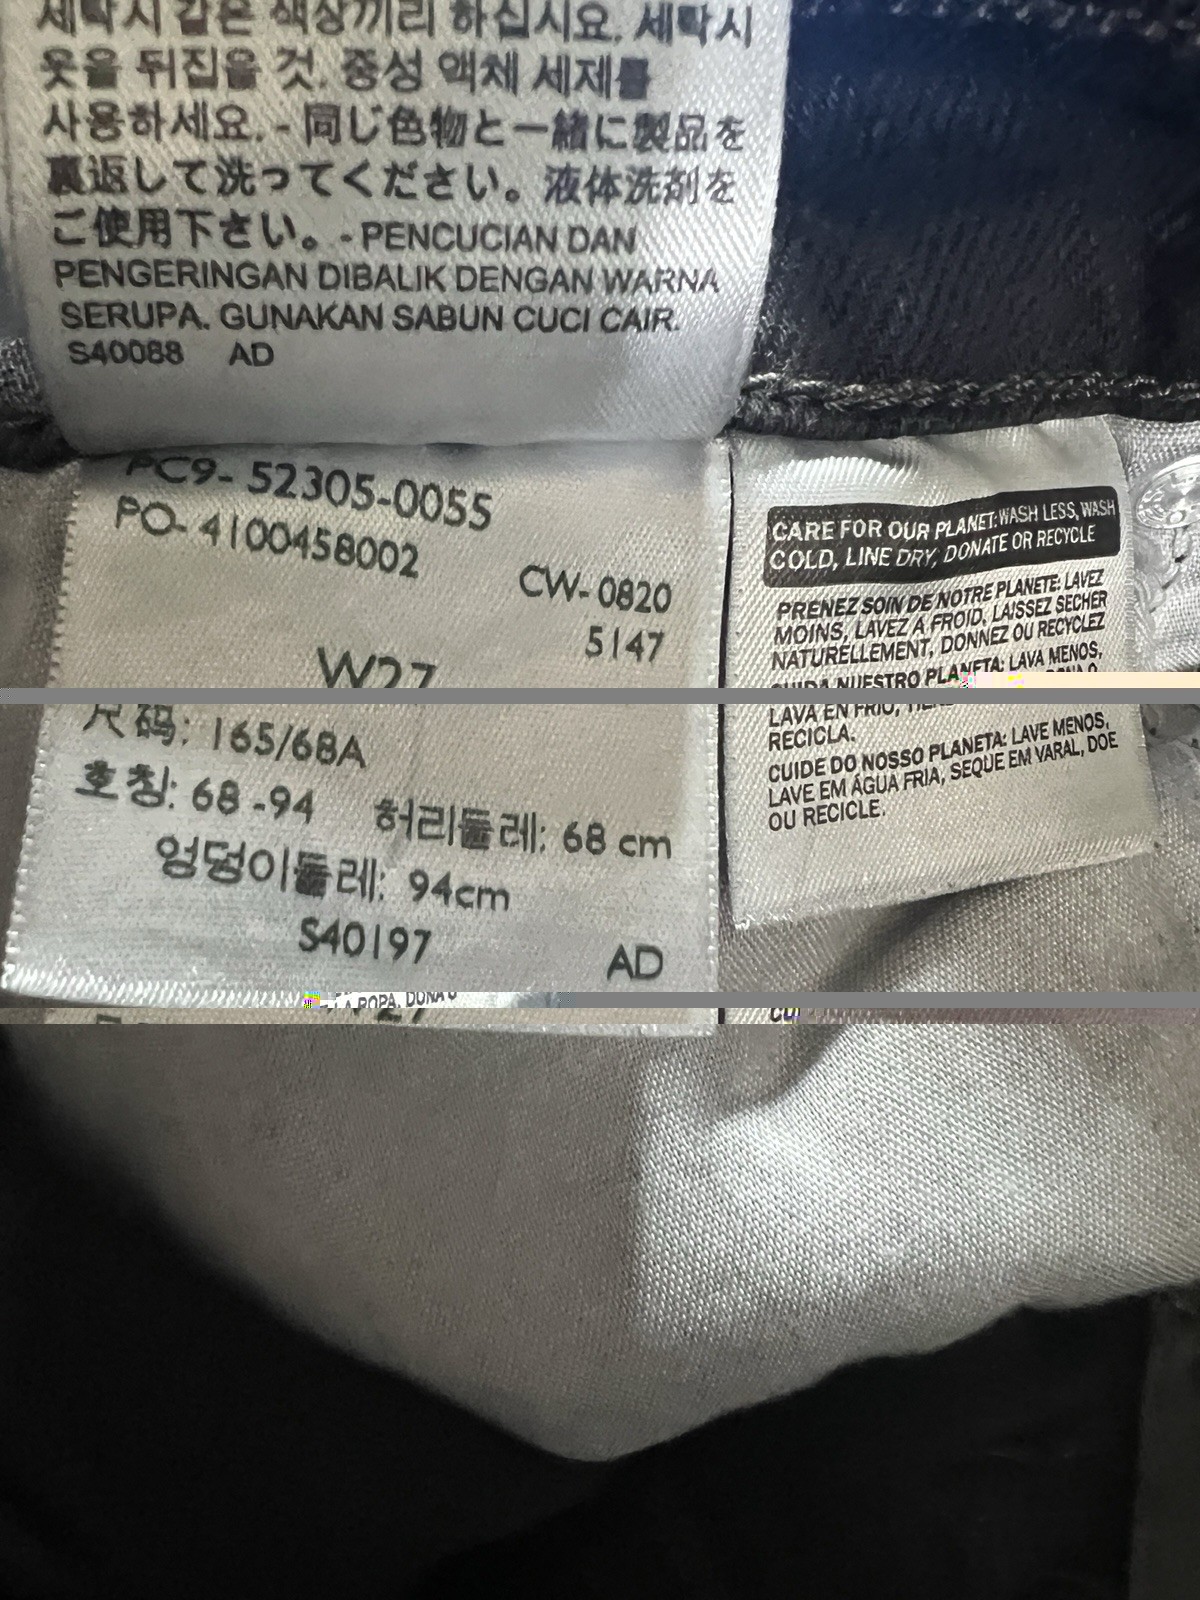 세탁시 같은 색상끼리 하십시요. 세탁시
옷을 뒤집을 것. 중성 액체 세제를
사용하세요. - 同じ色物と一緒に製品を
裏返して洗ってください。液体洗剤を
ご使用下さい。- PENCUCIAN DAN
PENGERINGAN DIBALIK DENGAN WARNA
SERUPA. GUNAKAN SABUN CUCI CAIR.
S40088 AD
PC9- 52305-0055
PO- 4100458002
CW- 0820
5147
W27
尺码: 165/68A
호칭: 68 -94 허리둘레: 68 cm
엉덩이둘레: 94cm
S40197 AD
CARE FOR OUR PLANET: WASH LESS, WASH
COLD, LINE DRY, DONATE OR RECYCLE
PRENEZ SOIN DE NOTRE PLANETE: LAVEZ
MOINS, LAVEZ A FROID, LAISSEZ SECHER
NATURELLEMENT, DONNEZ OU RECYCLEZ
CUIDA NUESTRO PLANETA: LAVA MENOS,
LAVA EN FRIO,
RECICLA.
CUIDE DO NOSSO PLANETA: LAVE MENOS,
LAVE EM ÁGUA FRIA, SEQUE EM VARAL, DOE
OU RECICLE.
LA ROPA, DONA O